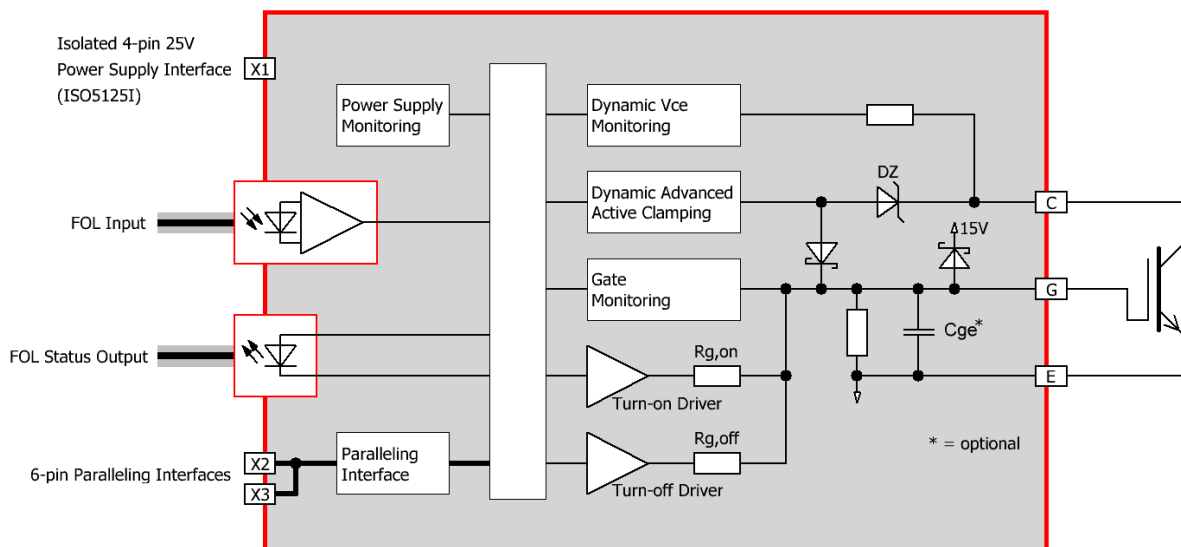 Isolated 4-pin 25V
Power Supply Interface
(ISO5125I)
X1
Power Supply
Monitoring
Dynamic Vce
Monitoring
DZ
Dynamic Advanced
Active Clamping
C
FOL Input
15V
Gate
Monitoring
G
Cge*
FOL Status Output
Rg,on
E
Turn-on Driver
Rg,off
* = optional
6-pin Paralleling Interfaces
X2
X3
Paralleling
Interface
Turn-off Driver